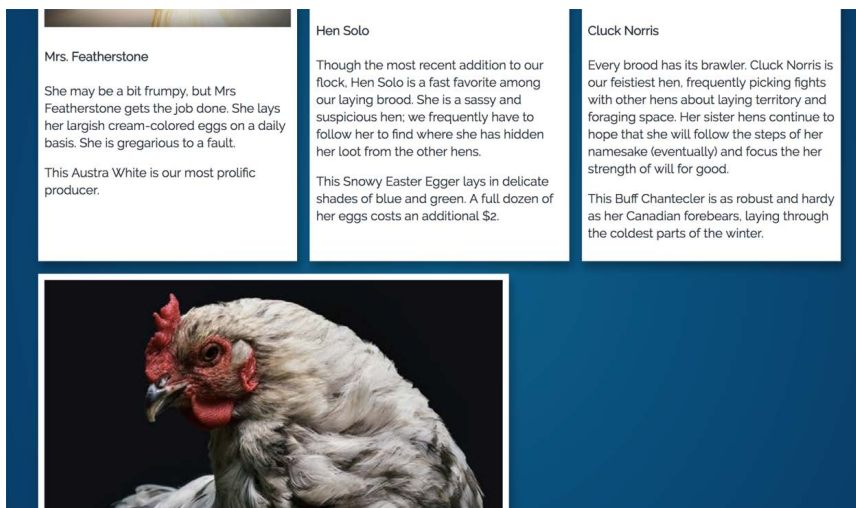 Mrs. Featherstone
She may be a bit frumpy, but Mrs
Featherstone gets the job done. She lays
her largish cream-colored eggs on a daily
basis. She is gregarious to a fault.
This Austra White is our most prolific
producer.
Hen Solo
Though the most recent addition to our
flock, Hen Solo is a fast favorite among
our laying brood. She is a sassy and
suspicious hen; we frequently have to
follow her to find where she has hidden
her loot from the other hens.
This Snowy Easter Egger lays in delicate
shades of blue and green. A full dozen of
her eggs costs an additional $2.
Cluck Norris
Every brood has its brawler. Cluck Norris is
our feistiest hen, frequently picking fights
with other hens about laying territory and
foraging space. Her sister hens continue to
hope that she will follow the steps of her
namesake (eventually) and focus the her
strength of will for good.
This Buff Chantecler is as robust and hardy
as her Canadian forebears, laying through
the coldest parts of the winter.